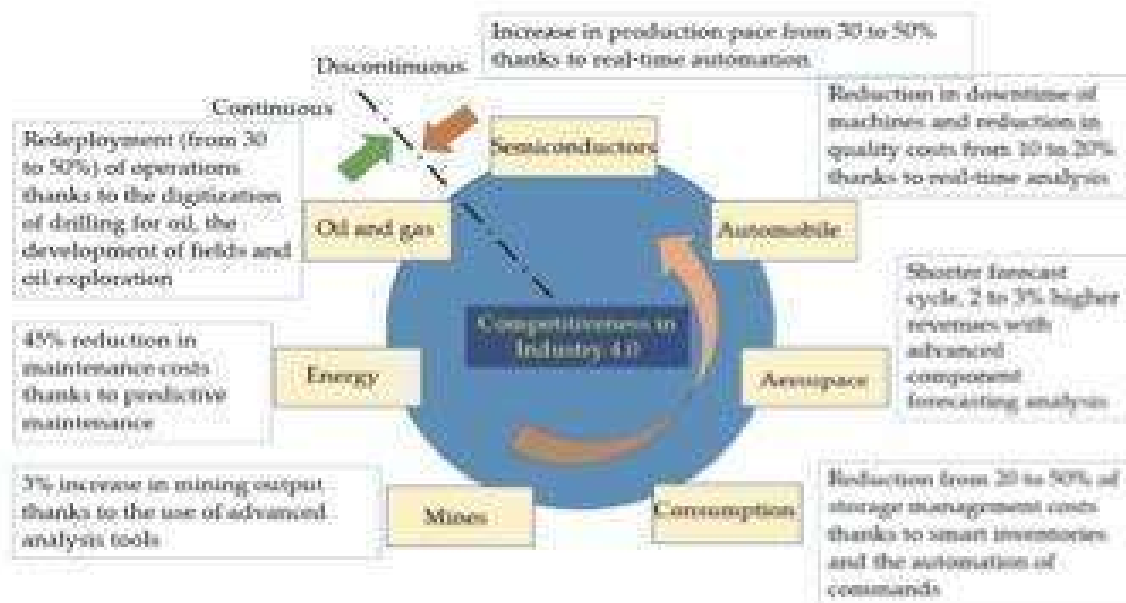 Increase in production pace from 30 to 50%
thanks to real-time automation
Discontinuous
Continuous
Semiconductors
Reduction in downtime of
machines and reduction in
quality costs from 10 to 20%
thanks to real-time analysis
Redeployment (from 30
to 50%) of operations
thanks to the digitization
of drilling for oil, the
development of fields and
oil exploration
Oil and gas
Automobile
Shorter forecast
cycle, 2 to 3% higher
revenues with
advanced
component
forecasting analysis
Competitiveness in
Industry 4.0
45% reduction in
maintenance costs
thanks to predictive
maintenance
Energy
Aerospace
increase in mining output
thanks to the use of advanced
analysis tools
Mines
Consumption
Reduction from 20 to 50% of
storage management costs
thanks to smart inventories
and the automation of
commands